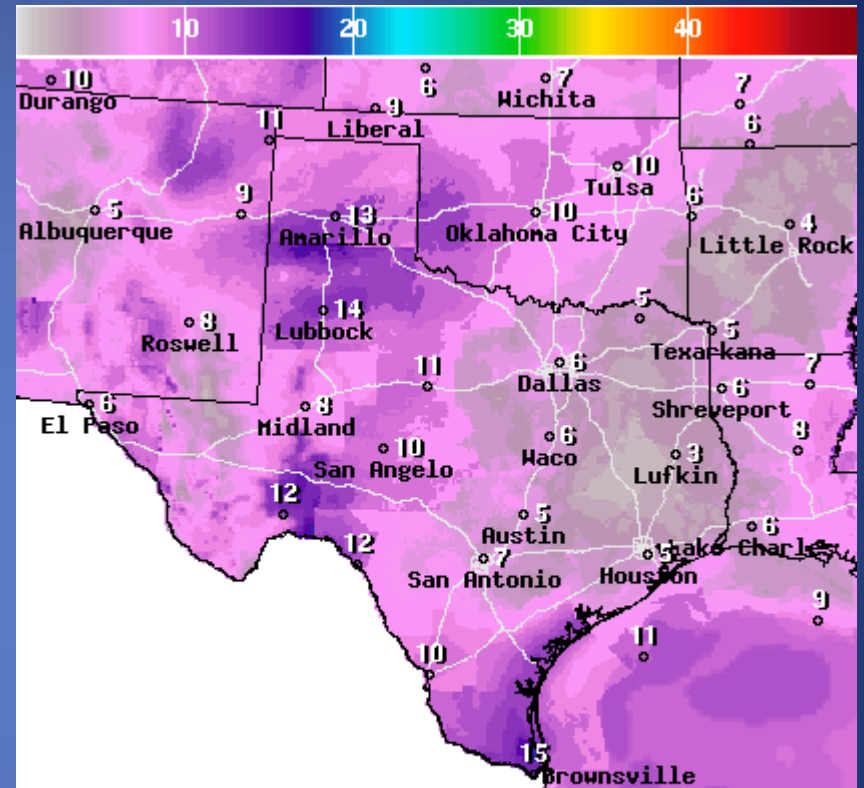 10 20 30 40
10
Durango
6
7
Wichita
7
9
Liberal
11
6
10
Tulsa
5
Albuquerque
9
13
Amarillo
10
Oklahoma City
6
4
Little Rock
8
Roswell
14
Lubbock
5
5
Texarkana
11
6
Dallas
7
6
Shreveport
6
El Paso
8
Midland
10
San Angelo
6
Waco
3
Lufkin
8
12
5
Austin
6
Lake Charles
12
7
San Antonio
5
Houston
9
11
10
15
Brownsville